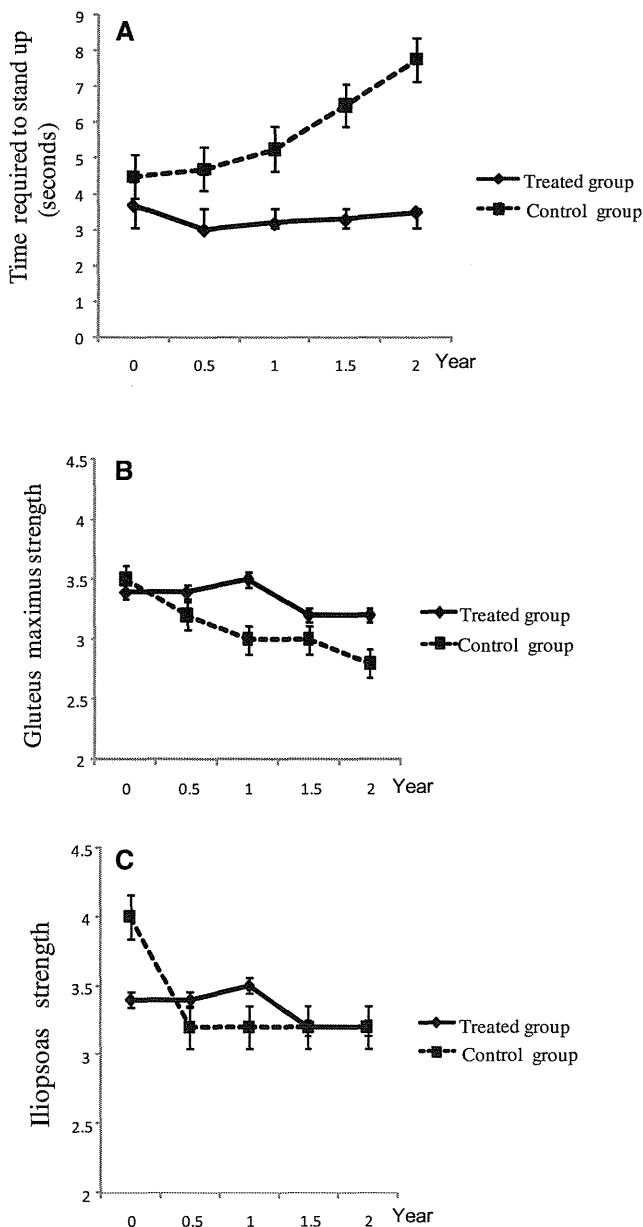 A
Time required to stand up
(seconds)
9
8
7
6
5
4
3
2
1
0
0 0.5 1 1.5 2 Year
Treated group
Control group
B
Gluteus maximus strength
4.5
4
3.5
3
2.5
2
0 0.5 1 1.5 2 Year
Treated group
Control group
C
Iliopsoas strength
4.5
4
3.5
3
2.5
2
0 0.5 1 1.5 2 Year
Treated group
Control group